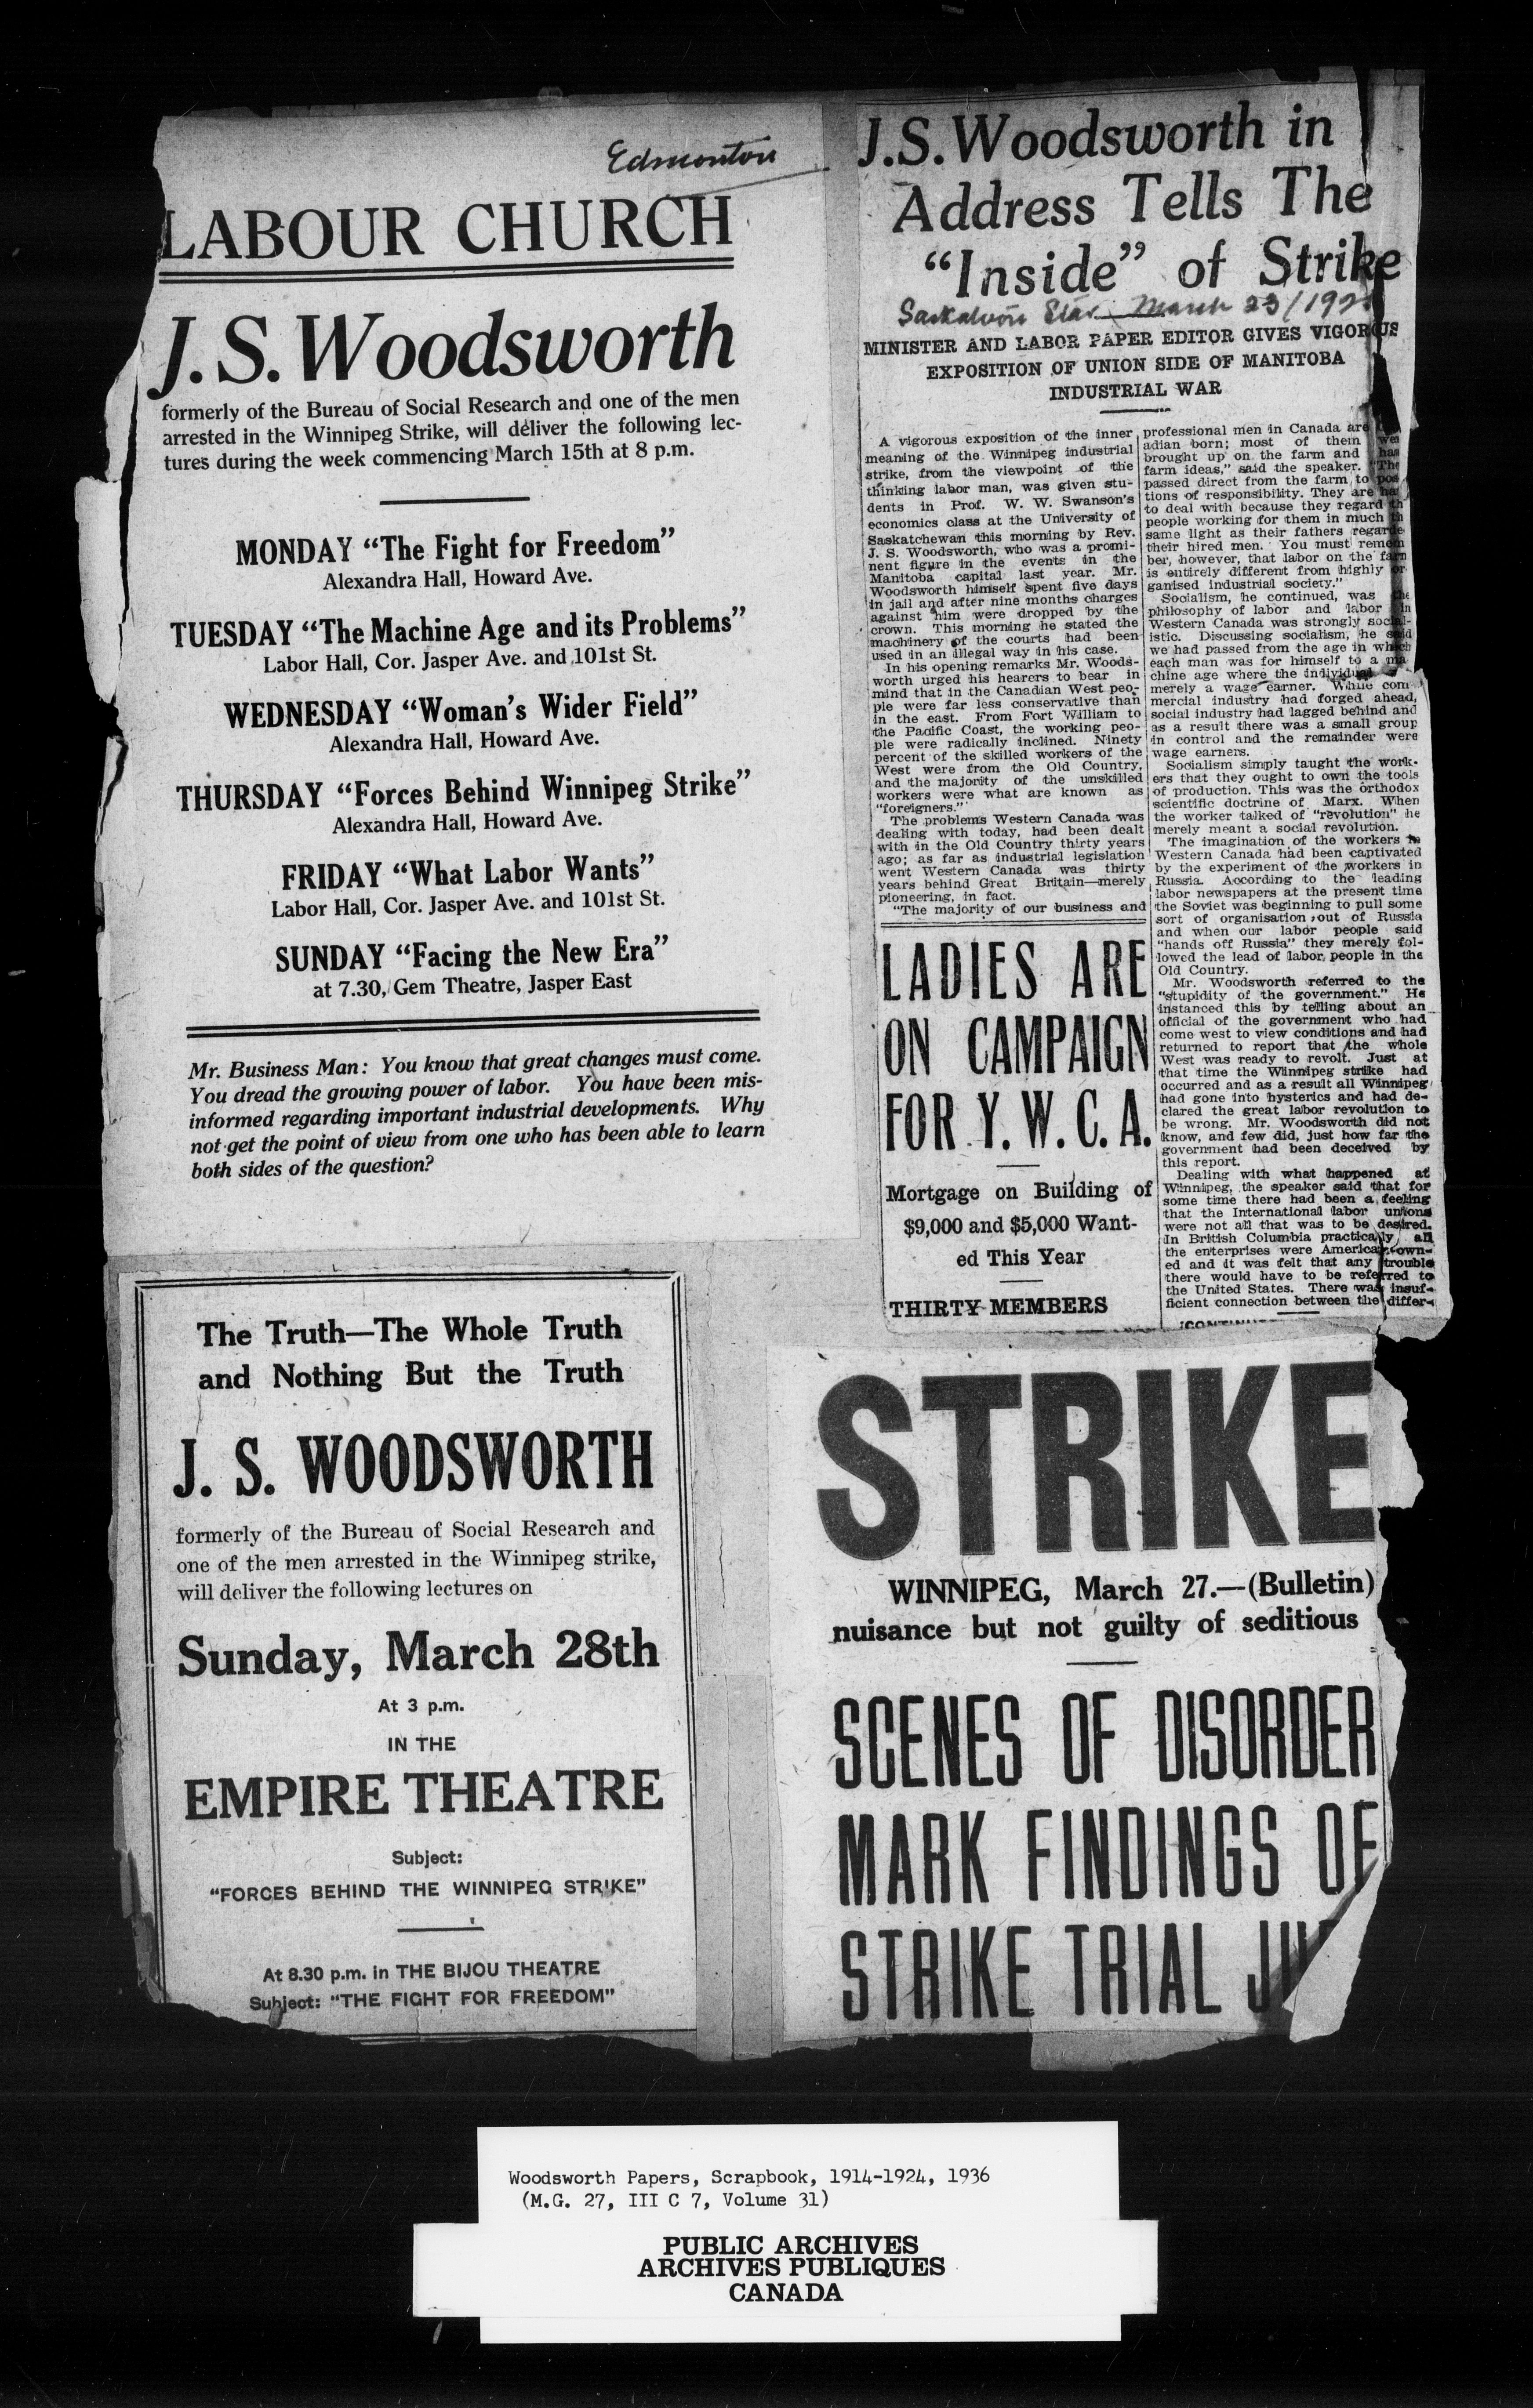 Edmonton
LABOUR CHURCH
J. S. Woodsworth
formerly of the Bureau of Social Research and one of the men
arrested in the Winnipeg Strike, will deliver the following lec-
tures during the week commencing March 15th at 8 p.m.
MONDAY “The Fight for Freedom”
Alexandra Hall, Howard Ave.
TUESDAY “The Machine Age and its Problems”
Labor Hall, Cor. Jasper Ave. and 101st St.
WEDNESDAY “Woman's Wider Field”
Alexandra Hall, Howard Ave.
THURSDAY “Forces Behind Winnipeg Strike”
Alexandra Hall, Howard Ave.
FRIDAY “What Labor Wants”
Labor Hall, Cor. Jasper Ave. and 101st St.
SUNDAY “Facing the New Era”
at 7.30, Gem Theatre, Jasper East
Mr. Business Man: You know that great changes must come.
You dread the growing power of labor. You have been mis-
informed regarding important industrial developments. Why
not get the point of view from one who has been able to learn
both sides of the question?
The Truth—The Whole Truth
and Nothing But the Truth
J. S. WOODSWORTH
formerly of the Bureau of Social Research and
one of the men arrested in the Winnipeg strike,
will deliver the following lectures on
Sunday, March 28th
At 3 p.m.
IN THE
EMPIRE THEATRE
Subject:
“FORCES BEHIND THE WINNIPEG STRIKE”
At 8.30 p.m. in THE BIJOU THEATRE
Subject: “THE FIGHT FOR FREEDOM”
J.S. Woodsworth in
Address Tells The
“Inside” of Strike
Saskatoon Star March 23/1920
MINISTER AND LABOR PAPER EDITOR GIVES VIGOROUS
EXPOSITION OF UNION SIDE OF MANITOBA
INDUSTRIAL WAR
A vigorous exposition of the inner
meaning of the Winnipeg industrial
strike, from the viewpoint of the
thinking labor man, was given stu-
dents in Prof. W. W. Swanson's
economics class at the University of
Saskatchewan this morning by Rev.
J. S. Woodsworth, who was a promi-
nent figure in the events in the
Manitoba capital last year. Mr.
Woodsworth himself spent five days
in jail and after nine months charges
against him were dropped by the
crown. This morning he stated the
machinery of the courts had been
used in an illegal way in his case.
In his opening remarks Mr. Woods-
worth urged his hearers to bear in
mind that in the Canadian West peo-
ple were far less conservative than
in the east. From Fort William to
the Pacific Coast, the working peo-
ple were radically inclined. Ninety
percent of the skilled workers of the
West were from the Old Country,
and the majority of the unskilled
workers were what are known as
“foreigners.”
The problems Western Canada was
dealing with today, had been dealt
with in the Old Country thirty years
ago; as far as industrial legislation
went Western Canada was thirty
years behind Great Britain—merely
pioneering, in fact.
“The majority of our business and
professional men in Canada are
adian born; most of them
brought up on the farm and has
farm ideas,” said the speaker. “The
passed direct from the farm to pos
tions of responsibility. They are ha
to deal with because they regard th
people working for them in much th
same light as their fathers regarde
their hired men. You must remem
ber, however, that labor on the farm
is entirely different from highly or-
ganised industrial society.”
Socialism, he continued, was the
philosophy of labor and labor in
Western Canada was strongly social-
istic. Discussing socialism, he said
we had passed from the age in which
each man was for himself to a ma-
chine age where the individual
merely a wage earner. While com-
mercial industry had forged ahead,
social industry had lagged behind and
as a result there was a small group
in control and the remainder were
wage earners.
Socialism simply taught the work-
ers that they ought to own the tools
of production. This was the orthodox
scientific doctrine of Marx. When
the worker talked of “revolution” he
merely meant a social revolution.
The imagination of the workers in
Western Canada had been captivated
by the experiment of the workers in
Russia. According to the leading
labor newspapers at the present time
the Soviet was beginning to pull some
sort of organisation out of Russia
and when our labor people said
“hands off Russia” they merely fol-
lowed the lead of labor people in the
Old Country.
Mr. Woodsworth referred to the
“stupidity of the government.” He
instanced this by telling about an
official of the government who had
come west to view conditions and had
returned to report that the whole
West was ready to revolt. Just at
that time the Winnipeg strike had
occurred and as a result all Winnipeg
had gone into hysterics and had de-
clared the great labor revolution to
be wrong. Mr. Woodsworth did not
know, and few did, just how far the
government had been deceived by
this report.
Dealing with what happened at
Winnipeg, the speaker said that for
some time there had been a feeling
that the International labor unions
were not all that was to be desired.
In British Columbia practically all
the enterprises were American own-
ed and it was felt that any trouble
there would have to be referred to
the United States. There was insuf-
ficient connection between the differ-
LADIES ARE
ON CAMPAIGN
FOR Y. W. C. A.
Mortgage on Building of
$9,000 and $5,000 Want-
ed This Year
THIRTY MEMBERS
STRIKE
WINNIPEG, March 27.—(Bulletin)
nuisance but not guilty of seditious
SCENES OF DISORDER
MARK FINDINGS OF
STRIKE TRIAL
Woodsworth Papers, Scrapbook, 1914-1924, 1936
(M.G. 27, III C 7, Volume 31)
PUBLIC ARCHIVES
ARCHIVES PUBLIQUES
CANADA